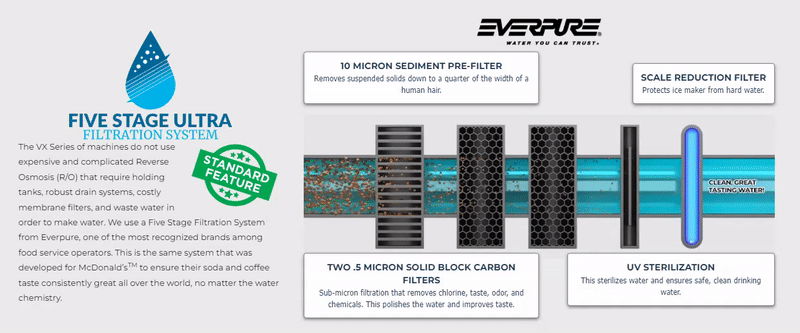 EVERPURE®
WATER YOU CAN TRUST™
10 MICRON SEDIMENT PRE-FILTER
Removes suspended solids down to a quarter of the width of a
human hair.
SCALE REDUCTION FILTER
Protects ice maker from hard water.
FIVE STAGE ULTRA
FILTRATION SYSTEM
The VX Series of machines do not use
expensive and complicated Reverse
Osmosis (R/O) that require holding
tanks, robust drain systems, costly
membrane filters, and waste water in
order to make water. We use a Five Stage Filtration System
from Everpure, one of the most recognized brands among
food service operators. This is the same system that was
developed for McDonald's™ to ensure their soda and coffee
taste consistently great all over the world, no matter the water
chemistry.
STANDARD
FEATURE
CLEAN, GREAT
TASTING WATER!
TWO .5 MICRON SOLID BLOCK CARBON
FILTERS
Sub-micron filtration that removes chlorine, taste, odor, and
chemicals. This polishes the water and improves taste.
UV STERILIZATION
This sterilizes water and ensures safe, clean drinking
water.